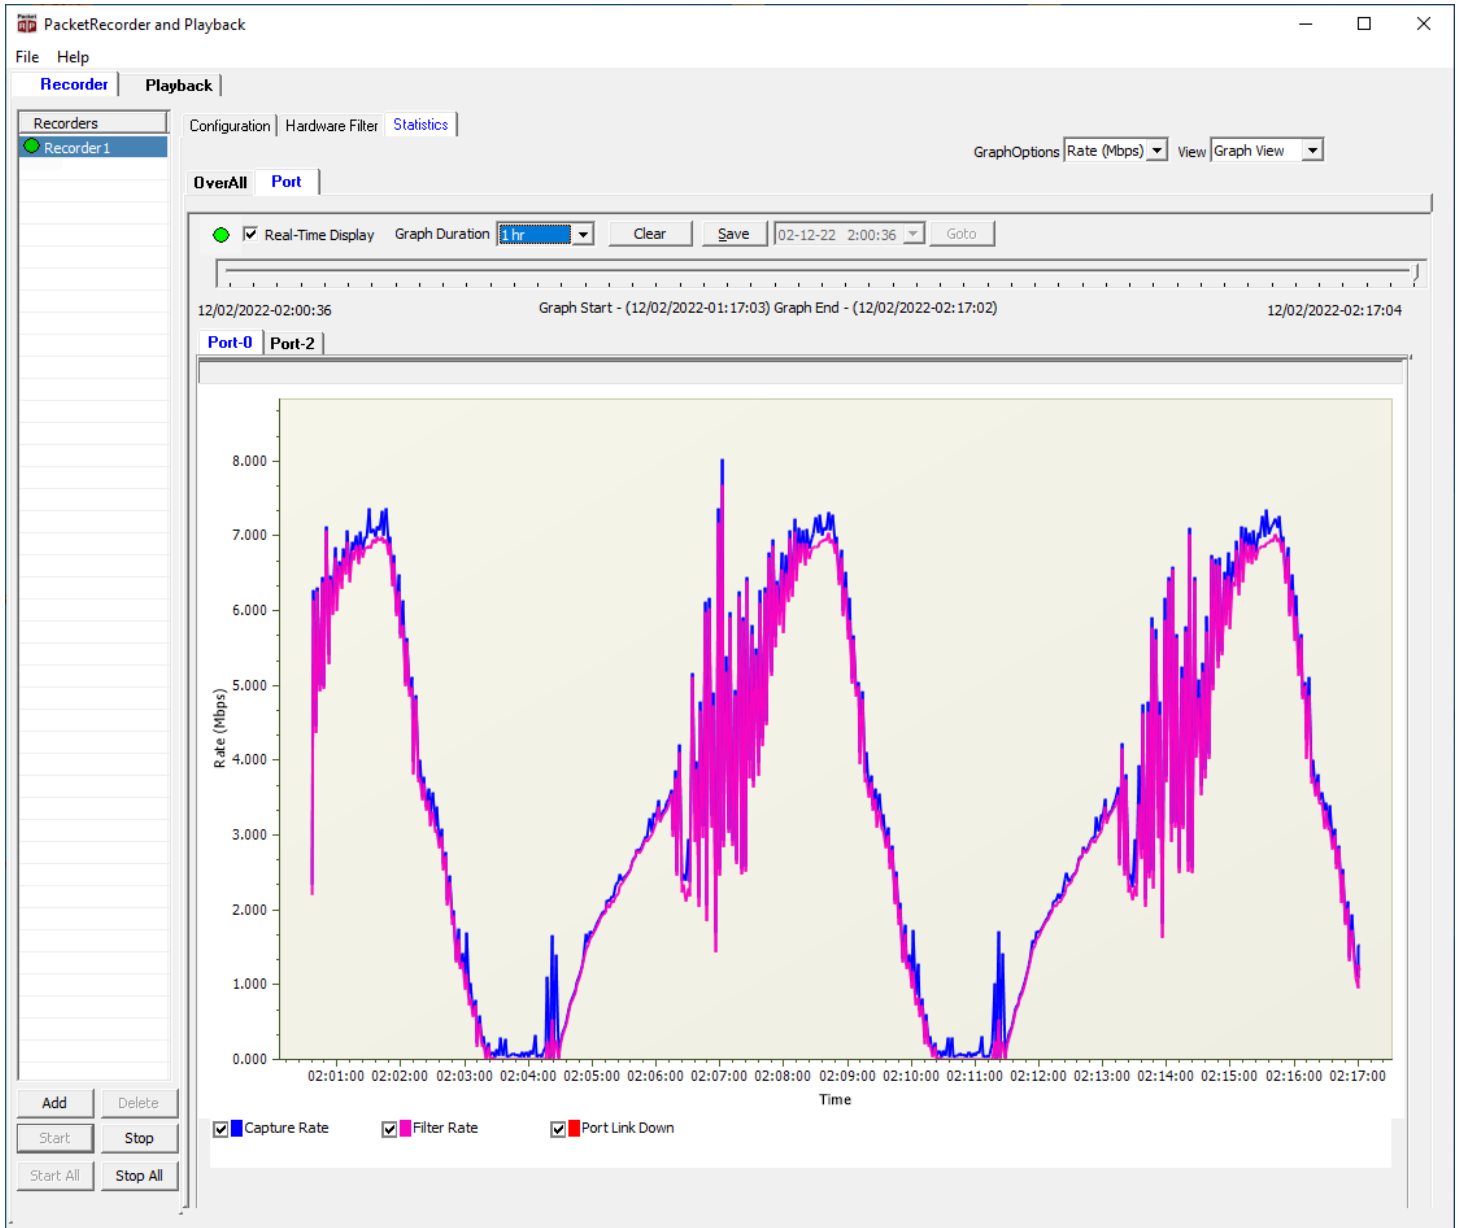 PacketRecorder and Playback
File Help
Recorder Playback
Recorders
Recorder1
Configuration Hardware Filter Statistics
GraphOptions Rate (Mbps) View Graph View
OverAll Port
Real-Time Display Graph Duration 1 hr Clear Save 02-12-22 2:00:36 Goto
12/02/2022-02:00:36 Graph Start - (12/02/2022-01:17:03) Graph End - (12/02/2022-02:17:02) 12/02/2022-02:17:04
Port-0 Port-2
8.000
7.000
6.000
5.000
4.000
3.000
2.000
1.000
0.000
Rate (Mbps)
02:01:00 02:02:00 02:03:00 02:04:00 02:05:00 02:06:00 02:07:00 02:08:00 02:09:00 02:10:00 02:11:00 02:12:00 02:13:00 02:14:00 02:15:00 02:16:00 02:17:00
Time
Capture Rate Filter Rate Port Link Down
Add Delete
Start Stop
Start All Stop All